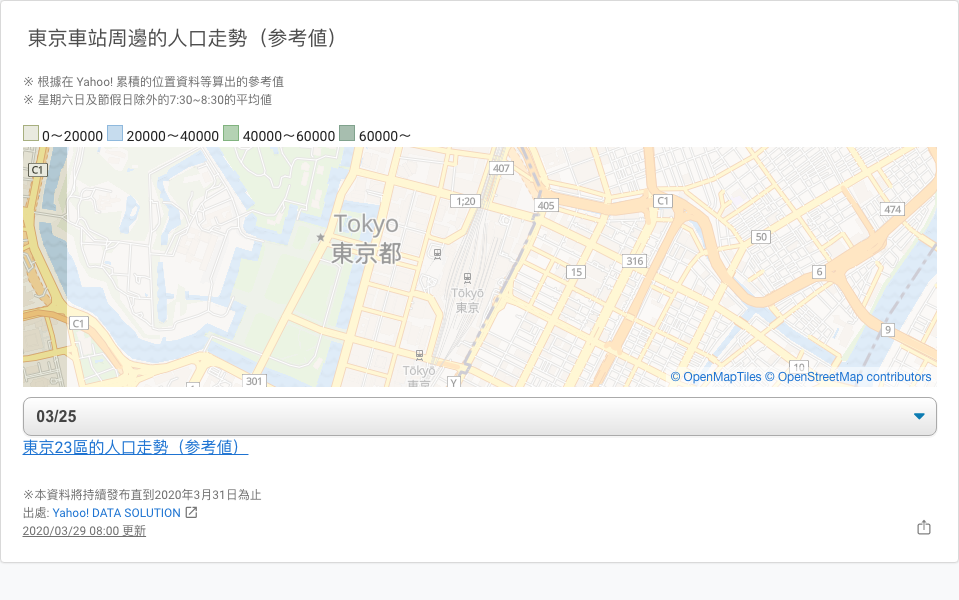 東京車站周邊的人口走勢（参考値）
※ 根據在 Yahoo! 累積的位置資料等算出的參考值
※ 星期六日及節假日除外的7:30~8:30的平均値
0～20000 20000～40000 40000～60000 60000～
C1
407
1;20
405
C1
474
Tokyo
東京都
50
316
15
6
Tōkyō
東京
C1
9
Tōkyō
東京
10
301
Y
© OpenMapTiles © OpenStreetMap contributors
03/25
東京23區的人口走勢（参考値）
※本資料將持續發布直到2020年3月31日為止
出處: Yahoo! DATA SOLUTION
2020/03/29 08:00 更新